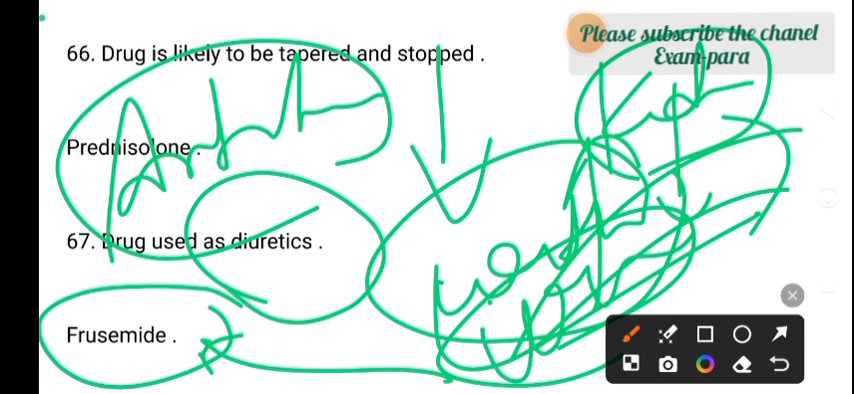 Please subscribe the chanel
Exam-para
66. Drug is likely to be tapered and stopped .
Prednisolone .
67. Drug used as diuretics .
Frusemide .